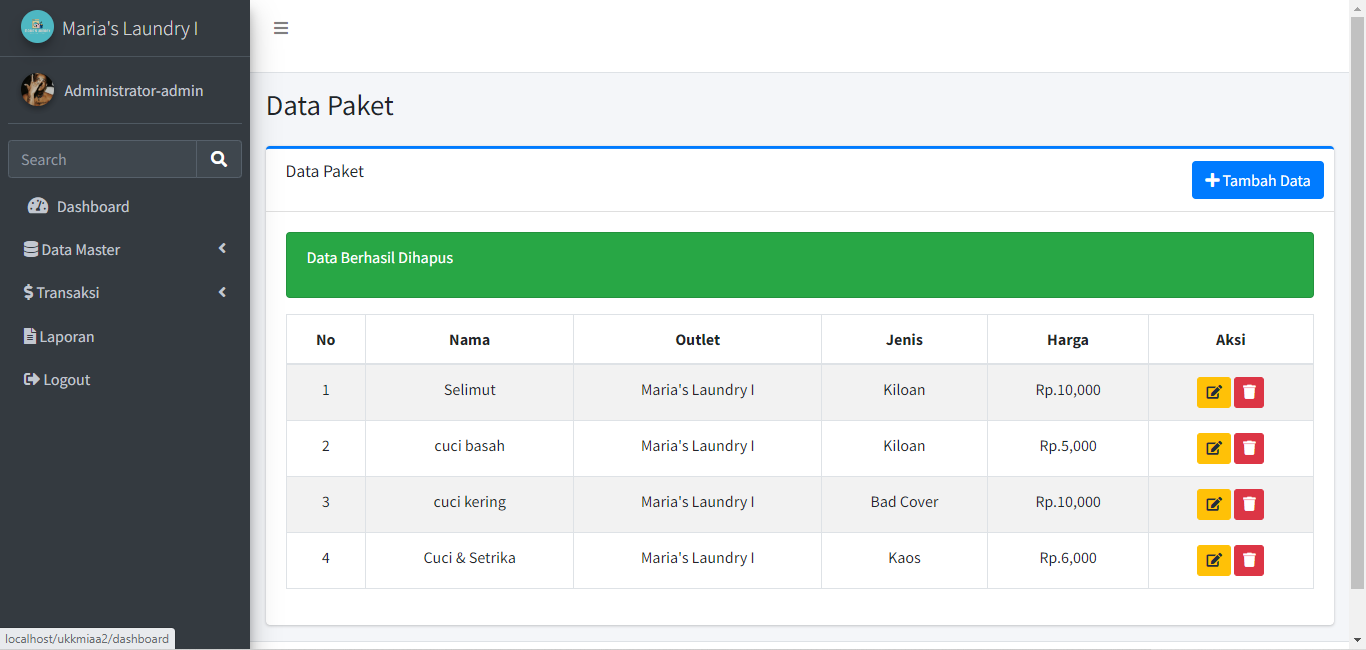 Maria's Laundry I
Administrator-admin
Search
Dashboard
Data Master
Transaksi
Laporan
Logout
Data Paket
Data Paket
Tambah Data
Data Berhasil Dihapus
No Nama Outlet Jenis Harga Aksi
1 Selimut Maria's Laundry I Kiloan Rp.10,000
2 cuci basah Maria's Laundry I Kiloan Rp.5,000
3 cuci kering Maria's Laundry I Bad Cover Rp.10,000
4 Cuci & Setrika Maria's Laundry I Kaos Rp.6,000
localhost/ukkmiaa2/dashboard